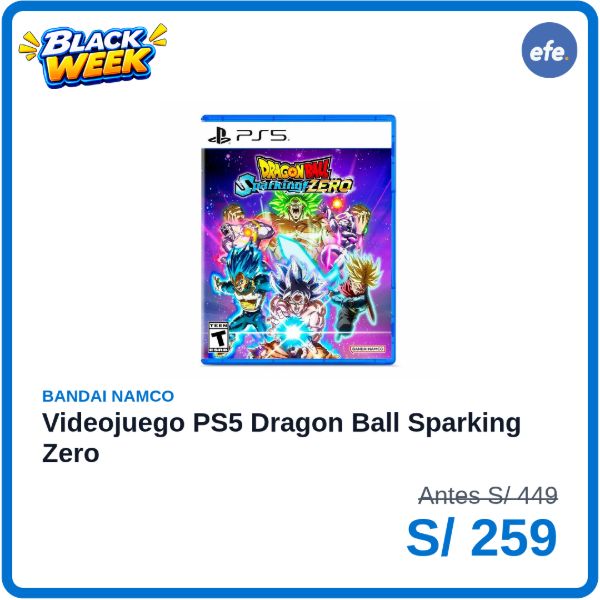 BLACK
WEEK
efe.
PS5
DRAGON BALL
Sparking! ZERO
TEEN
T
ESRB
BANDAI NAMCO
BANDAI NAMCO
Videojuego PS5 Dragon Ball Sparking
Zero
Antes S/ 449
S/ 259